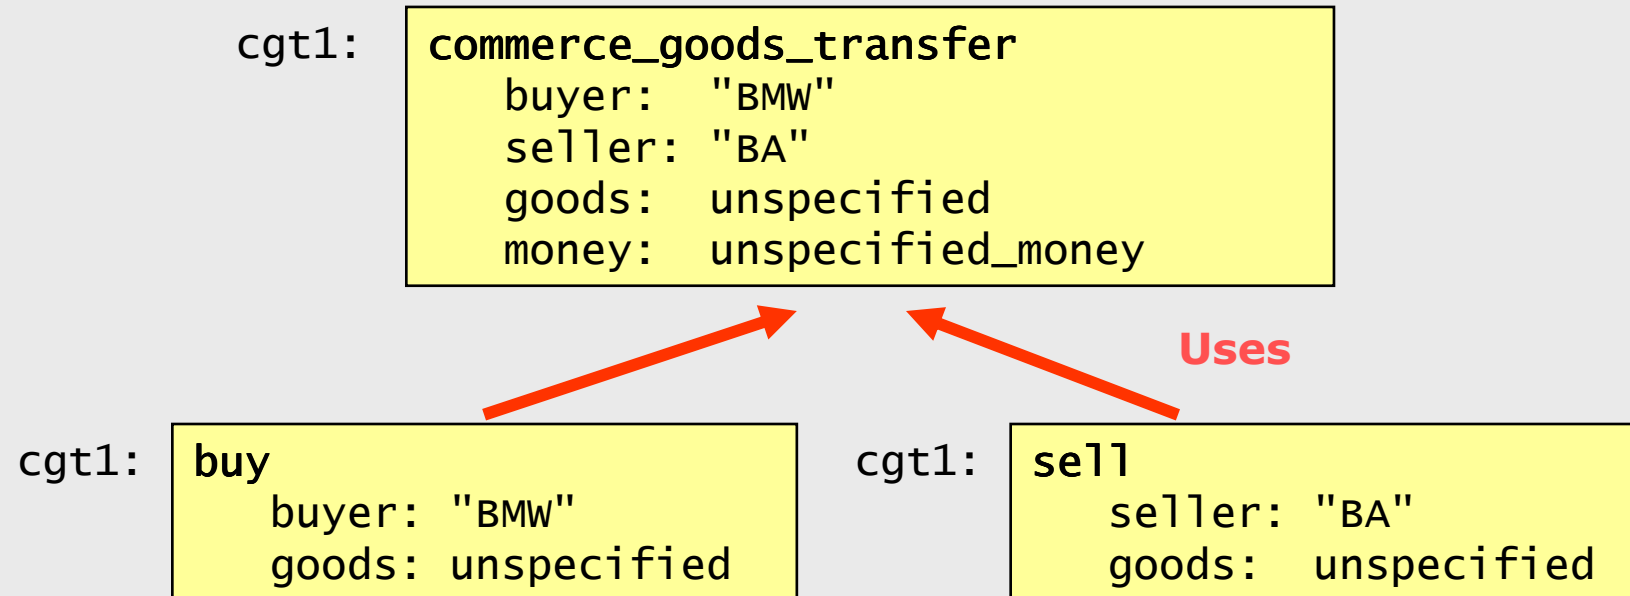 cgt1: commerce_goods_transfer
buyer: "BMW"
seller: "BA"
goods: unspecified
money: unspecified_money
Uses
cgt1: buy
buyer: "BMW"
goods: unspecified
cgt1: sell
seller: "BA"
goods: unspecified